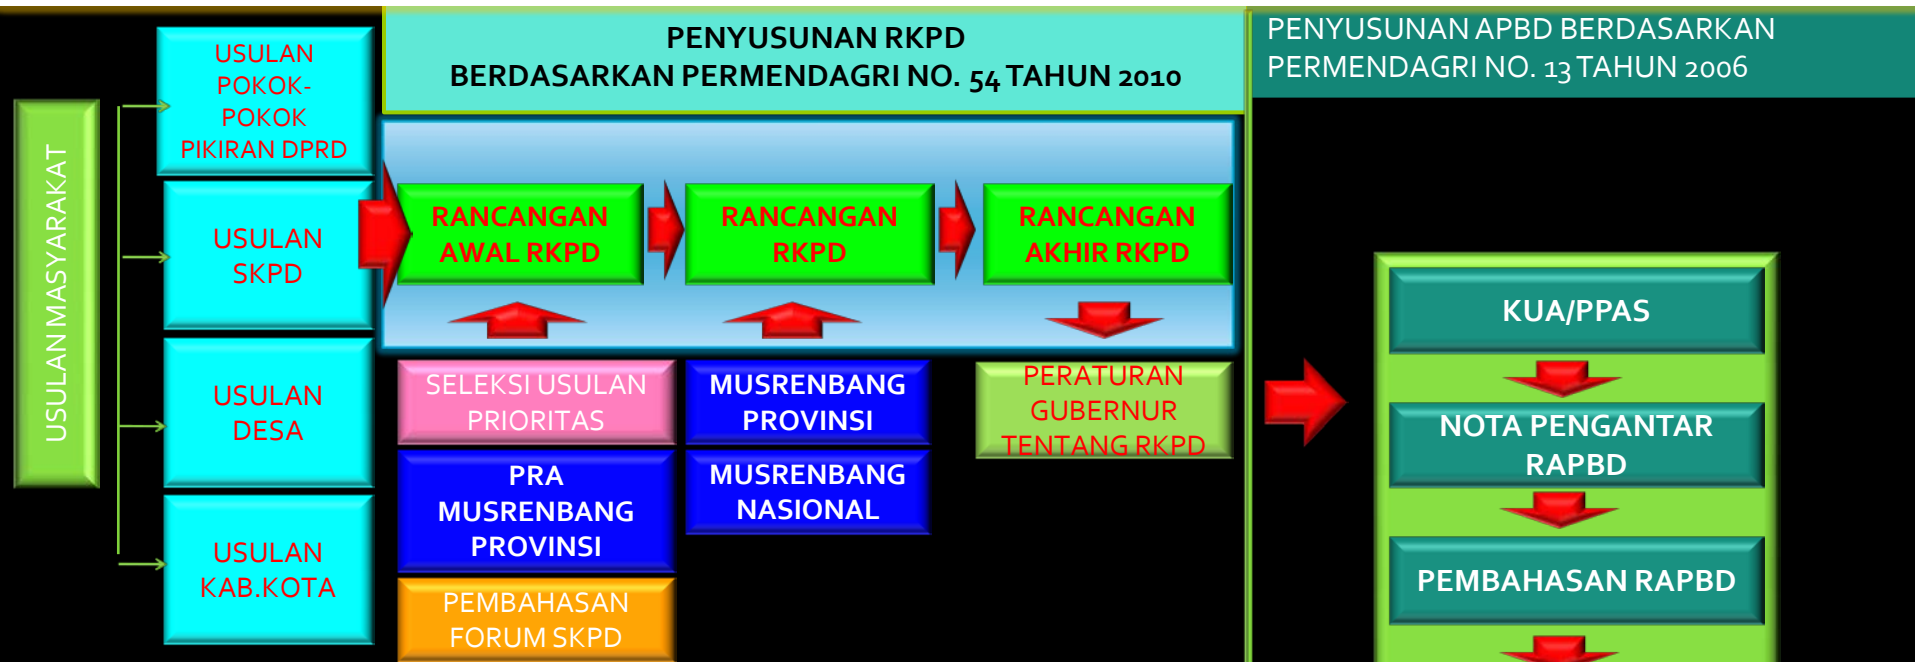 USULAN MASYARAKAT
USULAN
POKOK-
POKOK
PIKIRAN DPRD
USULAN
SKPD
USULAN
DESA
USULAN
KAB.KOTA
PENYUSUNAN RKPD
BERDASARKAN PERMENDAGRI NO. 54 TAHUN 2010
RANCANGAN
AWAL RKPD
RANCANGAN
RKPD
RANCANGAN
AKHIR RKPD
SELEKSI USULAN
PRIORITAS
PRA
MUSRENBANG
PROVINSI
PEMBAHASAN
FORUM SKPD
MUSRENBANG
PROVINSI
MUSRENBANG
NASIONAL
PERATURAN
GUBERNUR
TENTANG RKPD
PENYUSUNAN APBD BERDASARKAN
PERMENDAGRI NO. 13 TAHUN 2006
KUA/PPAS
NOTA PENGANTAR
RAPBD
PEMBAHASAN RAPBD